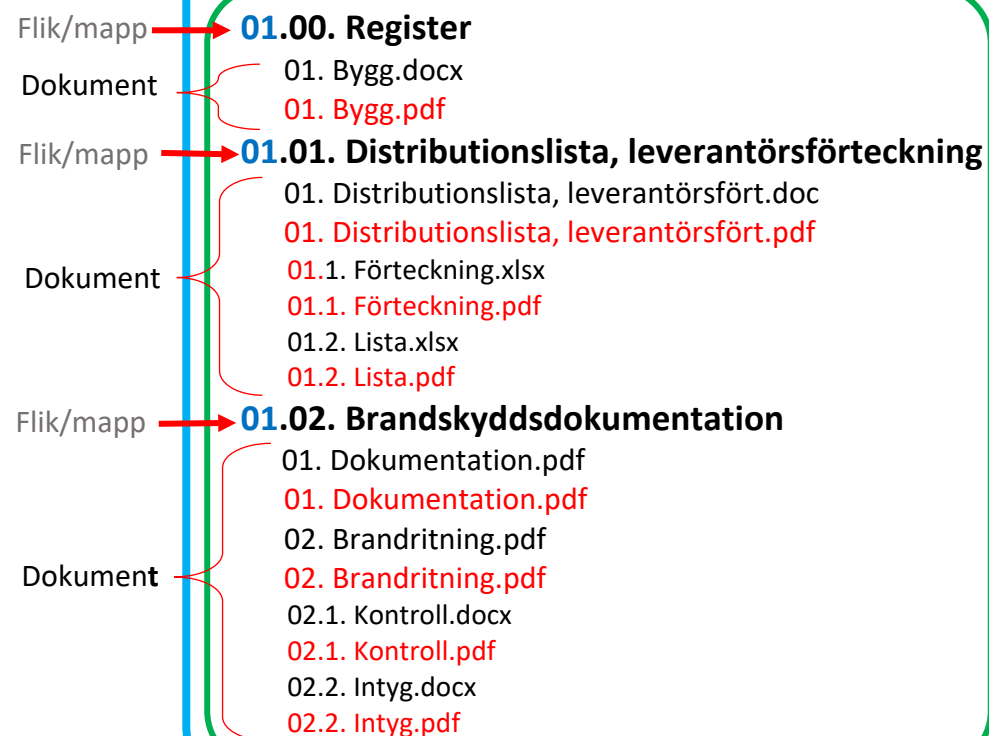 Flik/mapp 01.00. Register
01. Bygg.docx
Dokument
01. Bygg.pdf
Flik/mapp 01.01. Distributionslista, leverantörsförteckning
01. Distributionslista, leverantörsfört.doc
01. Distributionslista, leverantörsfört.pdf
Dokument 01.1. Förteckning.xlsx
01.1. Förteckning.pdf
01.2. Lista.xlsx
01.2. Lista.pdf
Flik/mapp 01.02. Brandskyddsdokumentation
01. Dokumentation.pdf
01. Dokumentation.pdf
02. Brandritning.pdf
Dokument 02. Brandritning.pdf
02.1. Kontroll.docx
02.1. Kontroll.pdf
02.2. Intyg.docx
02.2. Intyg.pdf